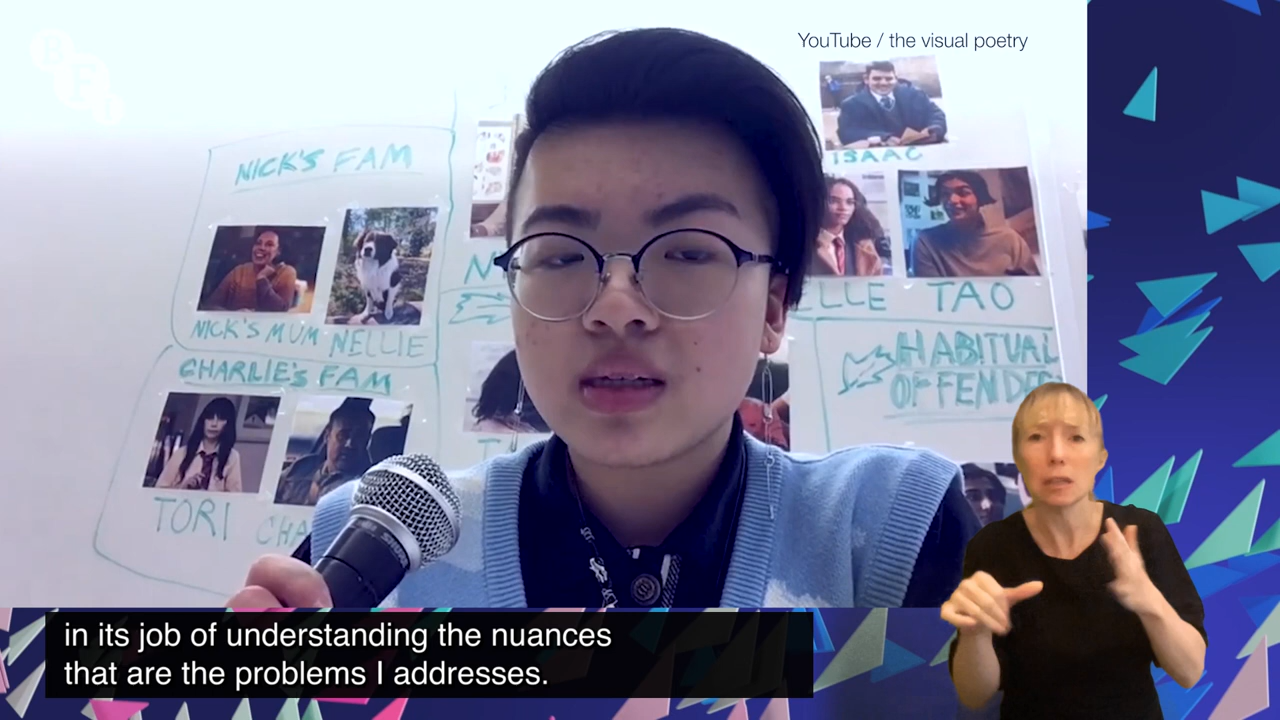 BFI
YouTube / the visual poetry
NICK'S FAM
ISAAC
NICK'S MUM
NELLIE
TAO
CHARLIE'S FAM
HABITUAL
TORI
in its job of understanding the nuances
that are the problems I addresses.